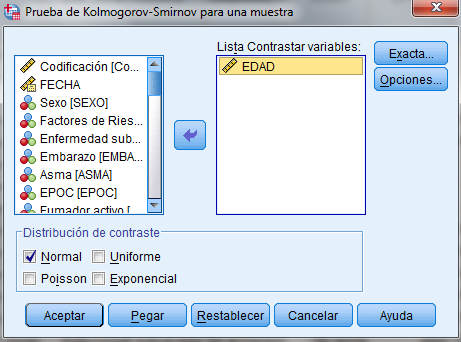 Prueba de Kolmogorov-Smirnov para una muestra
Lista Contrastar variables:
Codificación [Co...
FECHA
Sexo [SEXO]
Factores de Ries...
Enfermedad sub...
Embarazo [EMBA...
Asma [ASMA]
EPOC [EPOC]
Fumador activo [
EDAD
Exacta...
Opciones...
Distribución de contraste
Normal Uniforme
Poisson Exponencial
Aceptar Pegar Restablecer Cancelar Ayuda